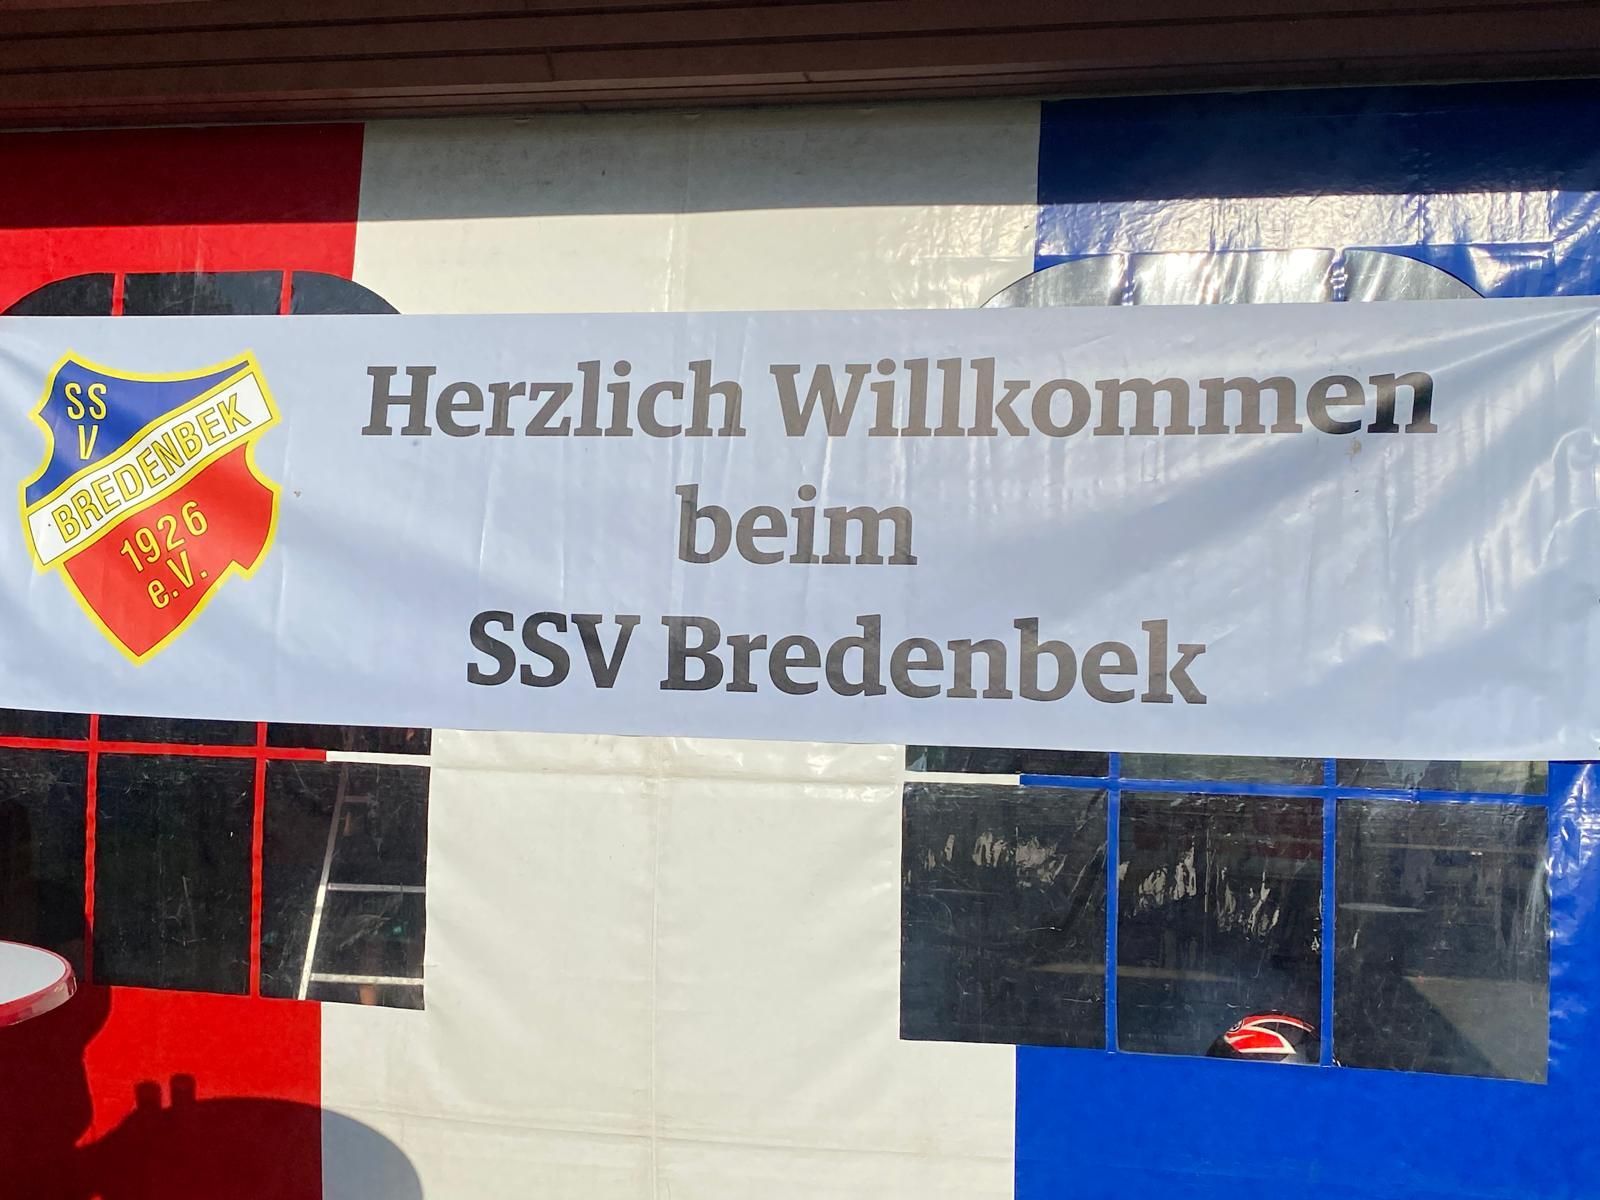 SS
V
BREDENBEK
1926
e.V.
Herzlich Willkommen
beim
SSV Bredenbek